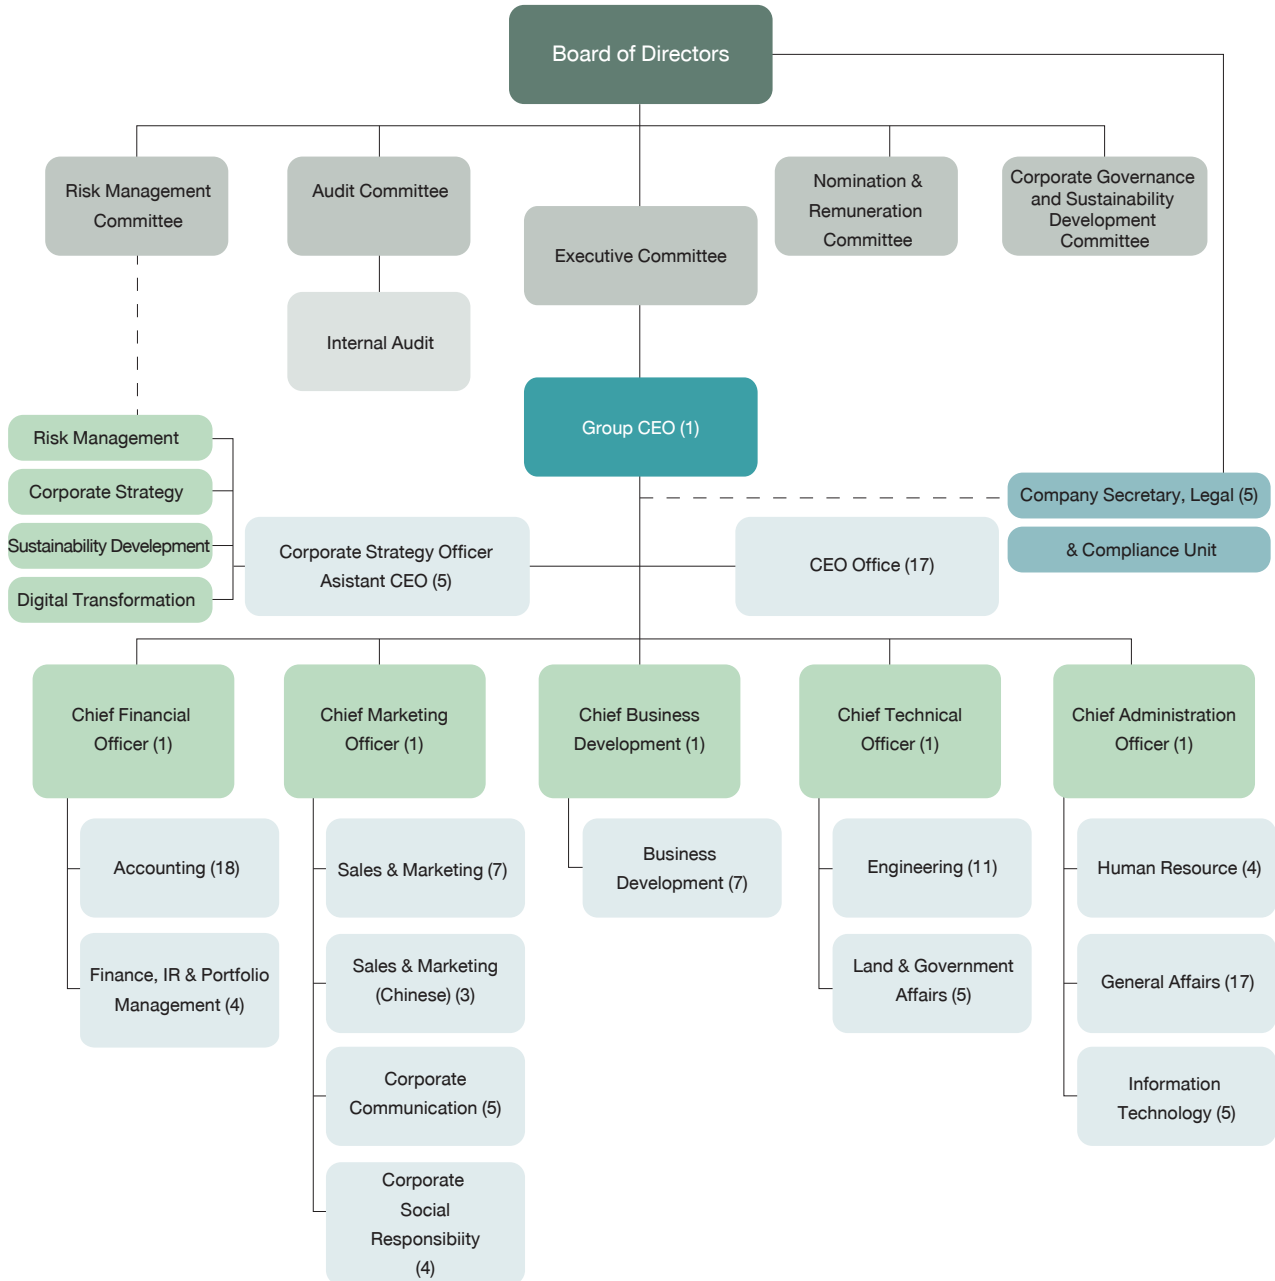 Board of Directors
Risk Management
Committee
Audit Committee
Executive Committee
Nomination &
Remuneration
Committee
Corporate Governance
and Sustainability
Development
Committee
Internal Audit
Group CEO (1)
Risk Management
Corporate Strategy
Sustainability Develepment
Digital Transformation
Corporate Strategy Officer
Asistant CEO (5)
CEO Office (17)
Company Secretary, Legal (5)
& Compliance Unit
Chief Financial
Officer (1)
Chief Marketing
Officer (1)
Chief Business
Development (1)
Chief Technical
Officer (1)
Chief Administration
Officer (1)
Accounting (18)
Finance, IR & Portfolio
Management (4)
Sales & Marketing (7)
Sales & Marketing
(Chinese) (3)
Corporate
Communication (5)
Corporate
Social
Responsibiity
(4)
Business
Development (7)
Engineering (11)
Land & Government
Affairs (5)
Human Resource (4)
General Affairs (17)
Information
Technology (5)